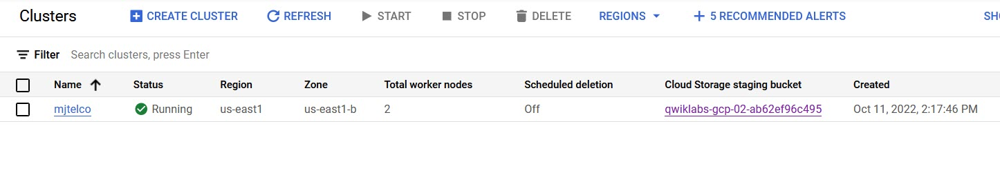 Clusters CREATE CLUSTER REFRESH START STOP DELETE REGIONS 5 RECOMMENDED ALERTS
Filter Search clusters, press Enter
Name Status Region Zone Total worker nodes Scheduled deletion Cloud Storage staging bucket Created
mjtelco Running us-east1 us-east1-b 2 Off qwiklabs-gcp-02-ab62ef96c495 Oct 11, 2022, 2:17:46 PM